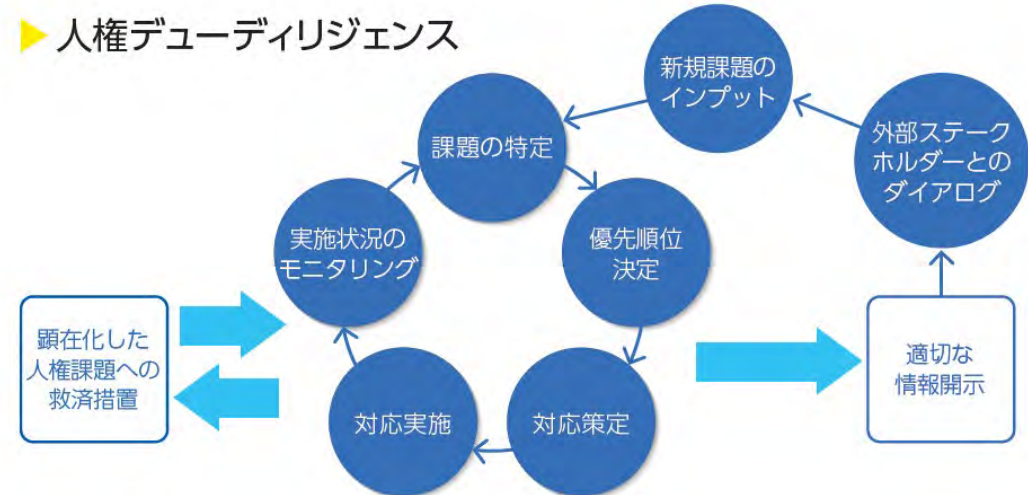 人権デューディリジェンス
新規課題の
インプット
外部ステーク
ホルダーとの
ダイアログ
課題の特定
優先順位
決定
実施状況の
モニタリング
顕在化した
人権課題への
救済措置
適切な
情報開示
対応実施
対応策定